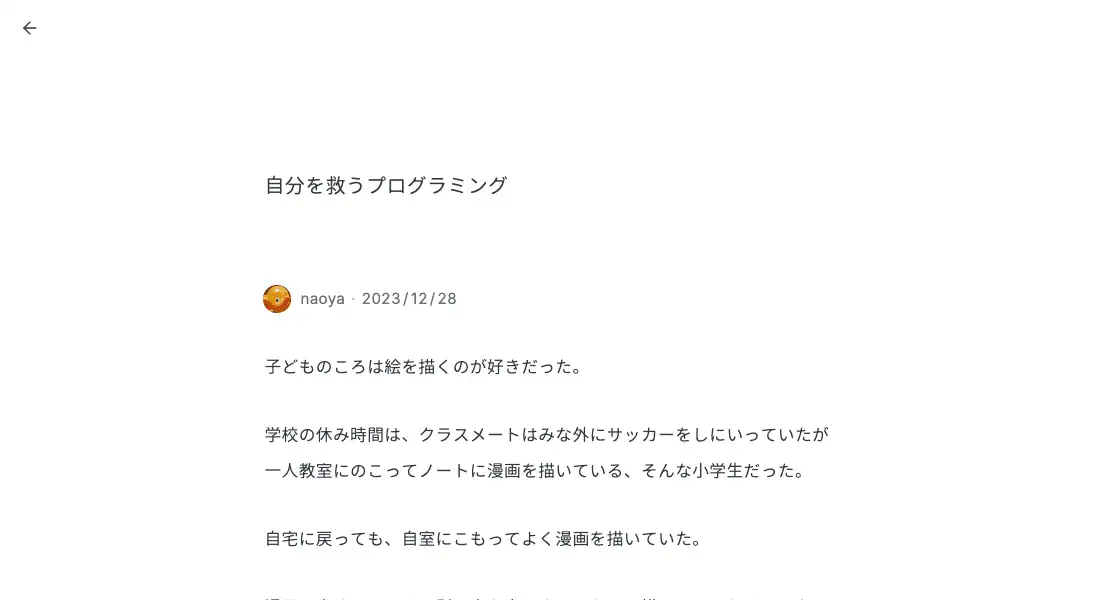 自分を救うプログラミング
naoya · 2023/12/28
子どものころは絵を描くのが好きだった。
学校の休み時間は、クラスメートはみな外にサッカーをしにいっていたが
一人教室にのこってノートに漫画を描いている、そんな小学生だった。
自宅に戻っても、自室にこもってよく漫画を描いていた。